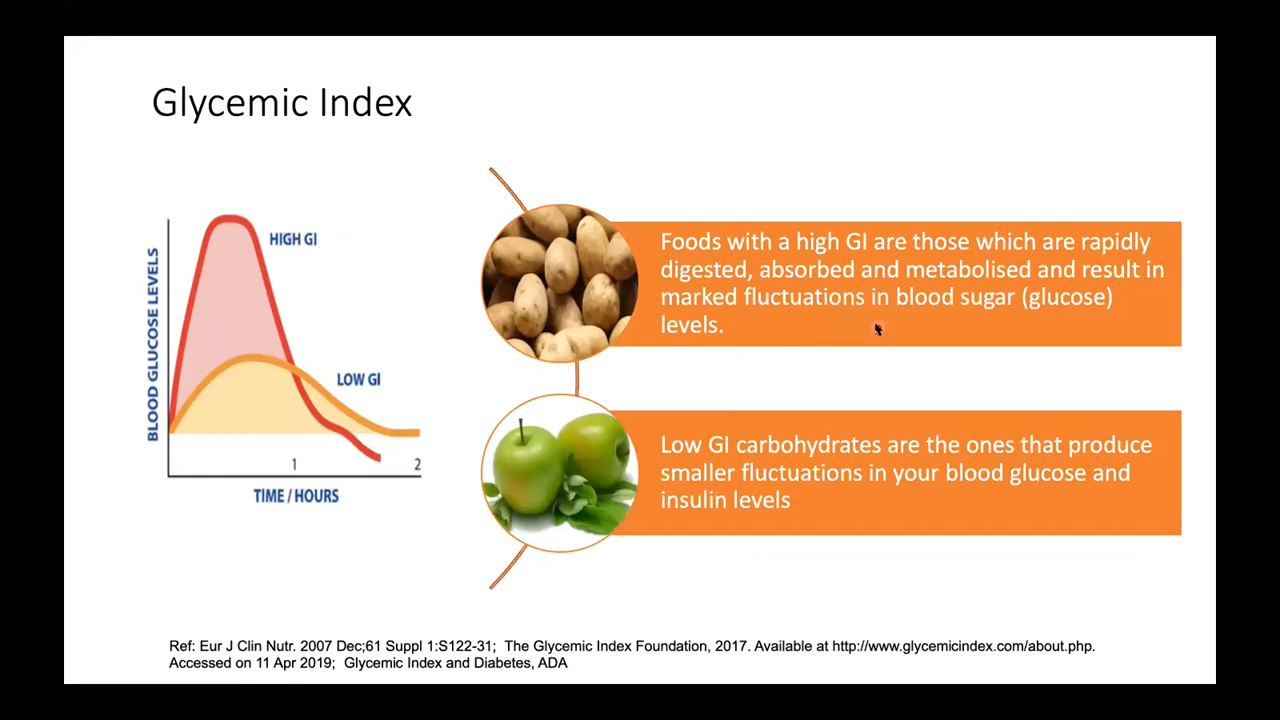 Glycemic Index
BLOOD GLUCOSE LEVELS
HIGH GI
LOW GI
1
2
TIME / HOURS
Foods with a high GI are those which are rapidly
digested, absorbed and metabolised and result in
marked fluctuations in blood sugar (glucose)
levels.
Low GI carbohydrates are the ones that produce
smaller fluctuations in your blood glucose and
insulin levels
Ref: Eur J Clin Nutr. 2007 Dec;61 Suppl 1:S122-31;  The Glycemic Index Foundation, 2017. Available at http://www.glycemicindex.com/about.php.
Accessed on 11 Apr 2019;  Glycemic Index and Diabetes, ADA